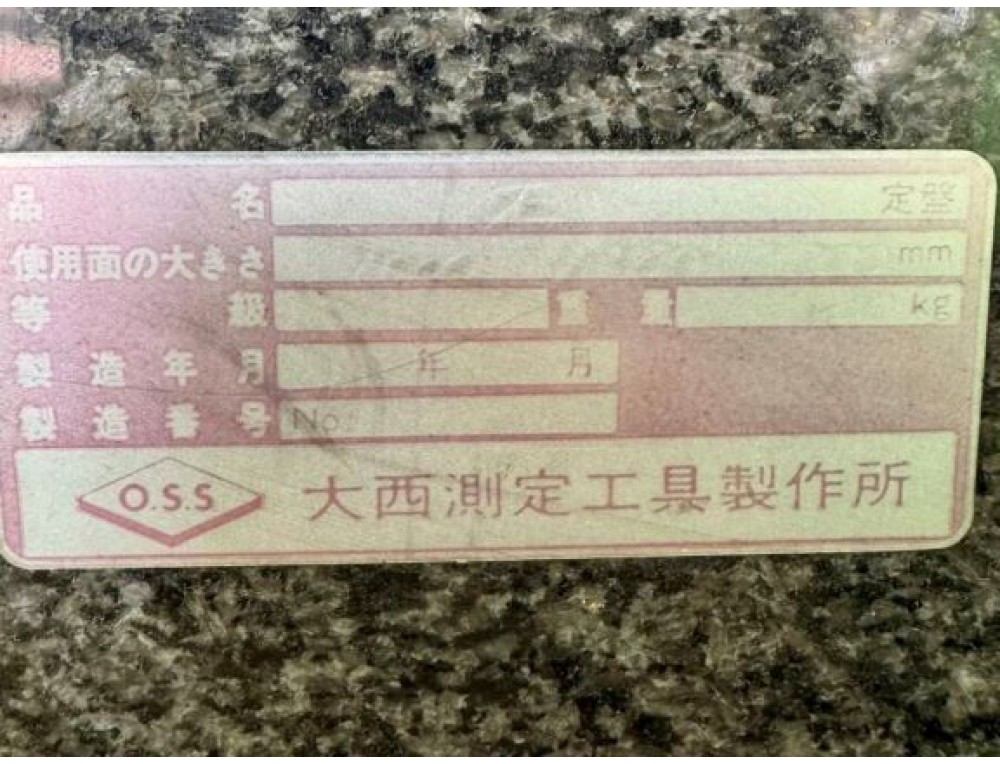 品名 定盤
使用面の大きさ mm
等級 重量 kg
製造年月 年 月
製造番号 No.
O.S.S 大西測定工具製作所